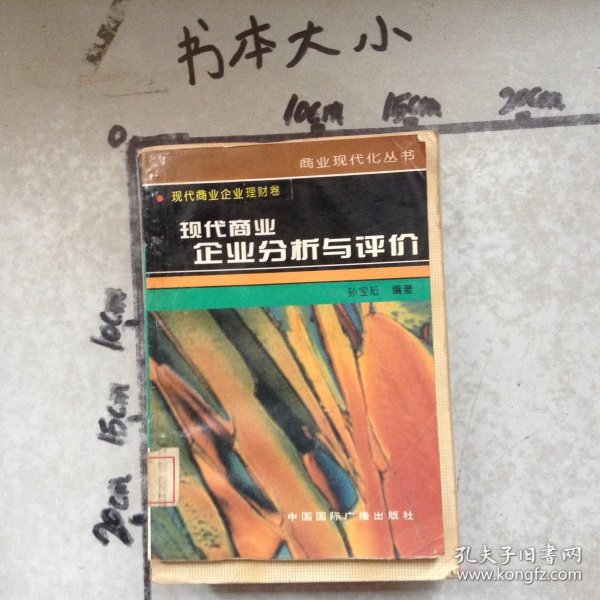 书本大小
10cm 15cm 20cm
0
商业现代化丛书
现代商业企业理财卷
现代商业
企业分析与评价
孙宝珩 编著
10cm
15cm
20cm
中国国际广播出版社
孔夫子旧书网
www.kongfz.com